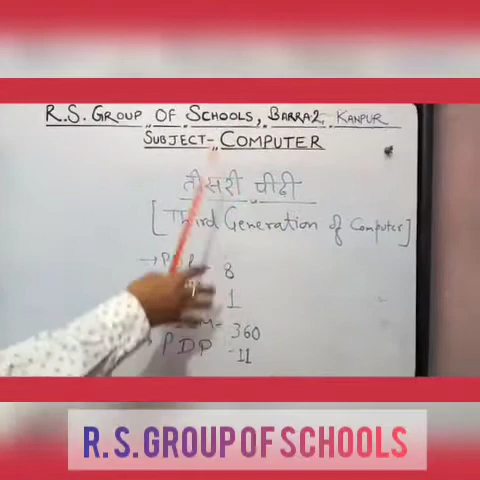 R.S. GROUP OF SCHOOLS, BARRA-2, KANPUR
SUBJECT- COMPUTER
तीसरी पीढ़ी
[Third Generation of Computer]
→ 8
1
- 360
PDP -11
R. S. GROUP OF SCHOOLS